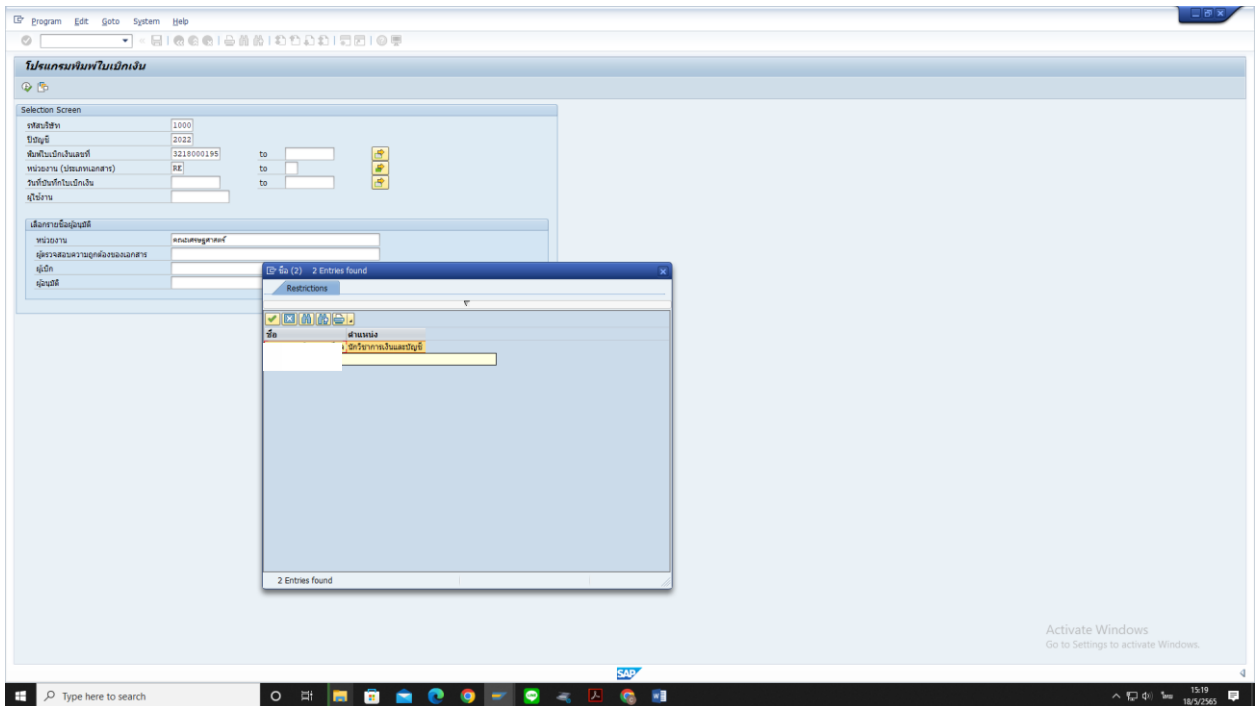 Program Edit Goto System Help
โปรแกรมพิมพ์ใบเบิกเงิน
Selection Screen
รหัสบริษัท 1000
ปีบัญชี 2022
พิมพ์ใบเบิกเงินเลขที่ 3218000195 to
หน่วยงาน (ประเภทเอกสาร) RE to
วันที่บันทึกใบเบิกเงิน to
ผู้ใช้งาน
เลือกรายชื่อผู้อนุมัติ
หน่วยงาน คณะเศรษฐศาสตร์
ผู้ตรวจสอบความถูกต้องของเอกสาร
ผู้เบิก
ผู้อนุมัติ
ชื่อ (2) 2 Entries found
Restrictions
ชื่อ ตำแหน่ง
นักวิชาการเงินและบัญชี
2 Entries found
Activate Windows
Go to Settings to activate Windows.
SAP
Type here to search
15:19
18/5/2565